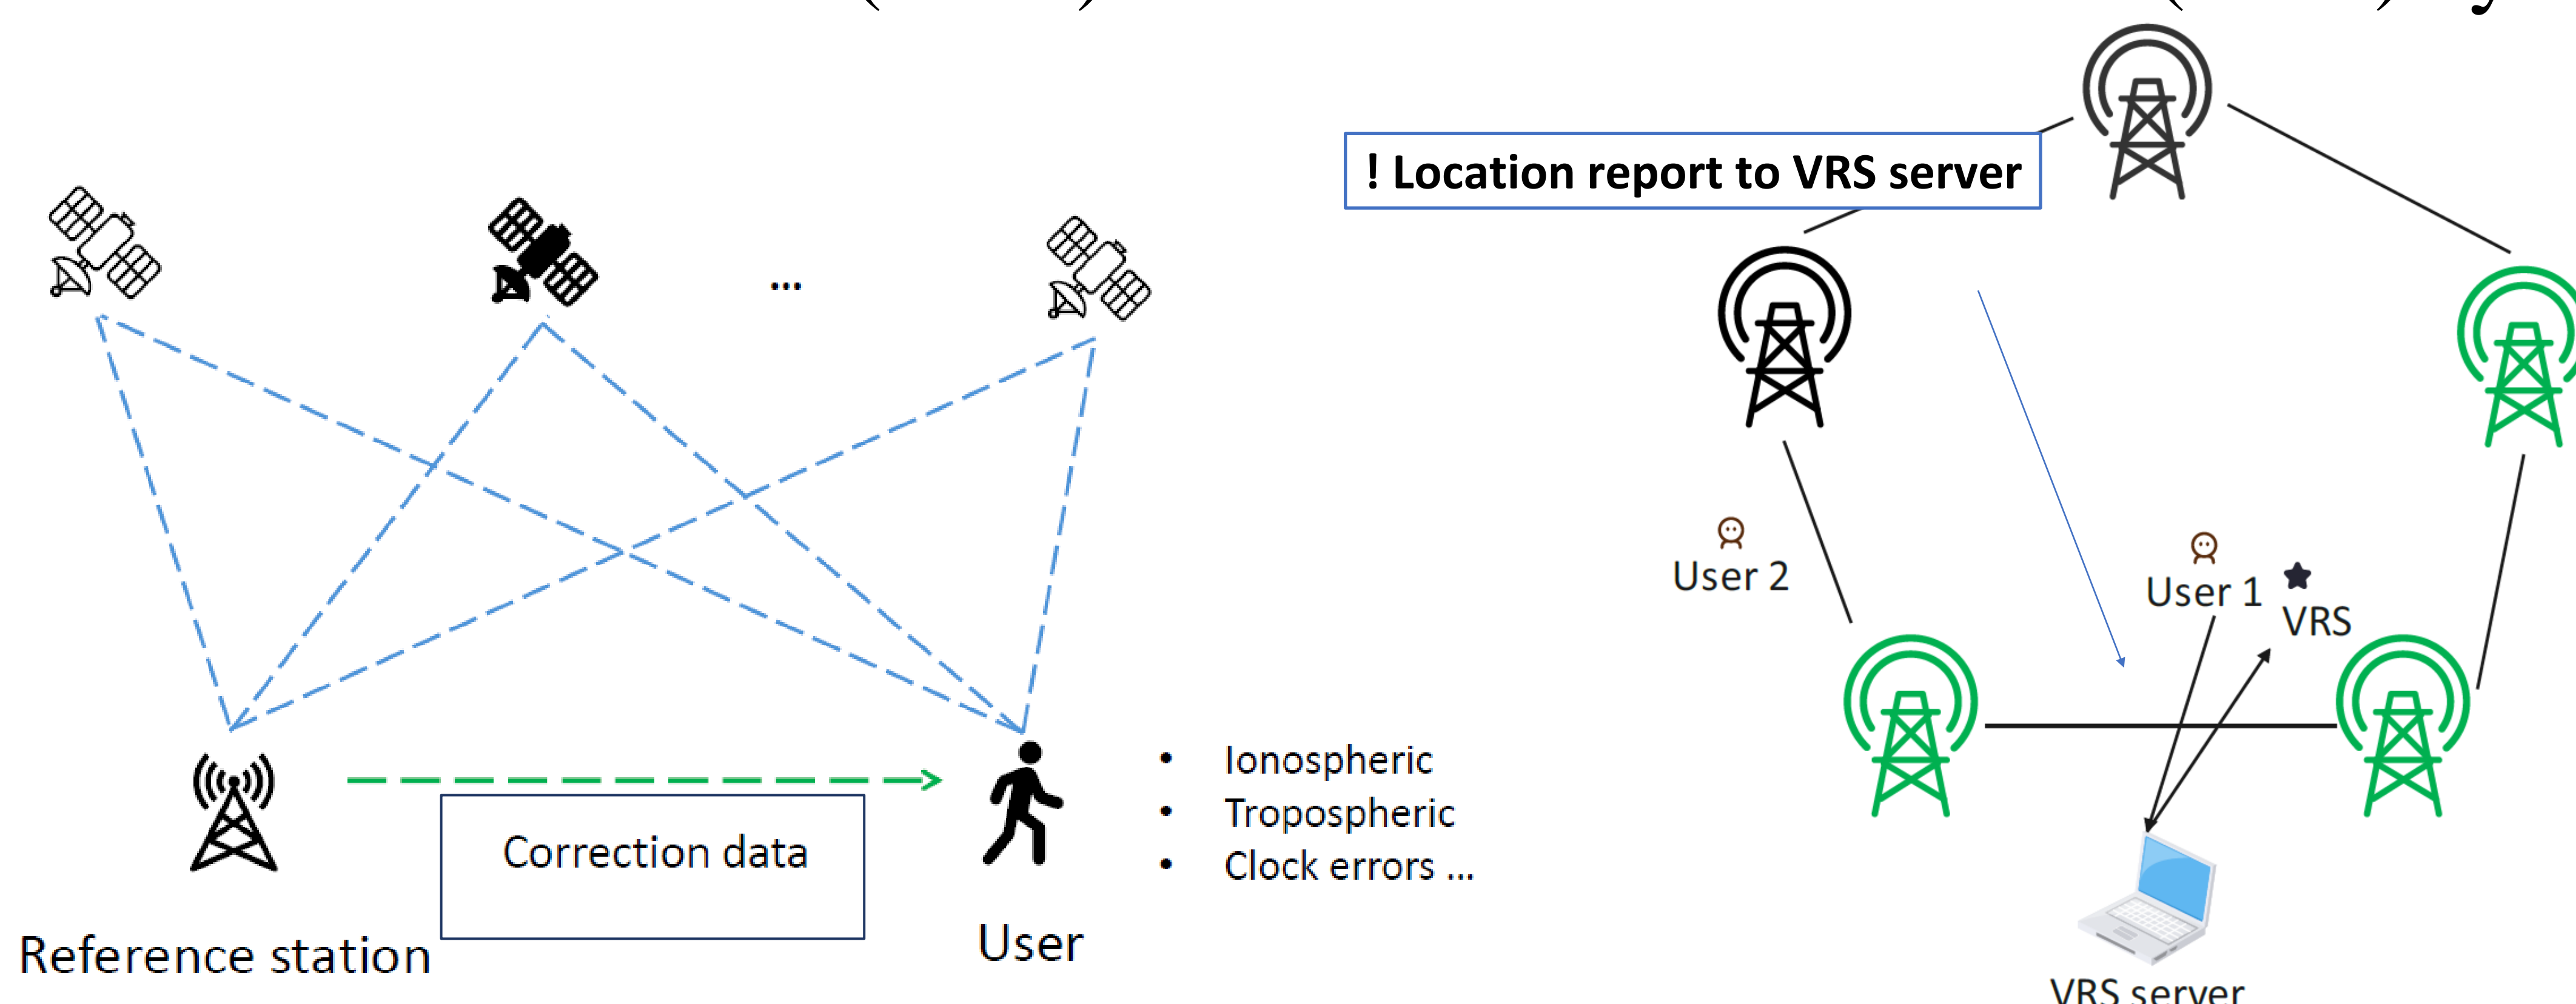 ...
! Location report to VRS server
User 2
User 1
VRS
Correction data
• Ionospheric
• Tropospheric
• Clock errors ...
Reference station
User
VRS server